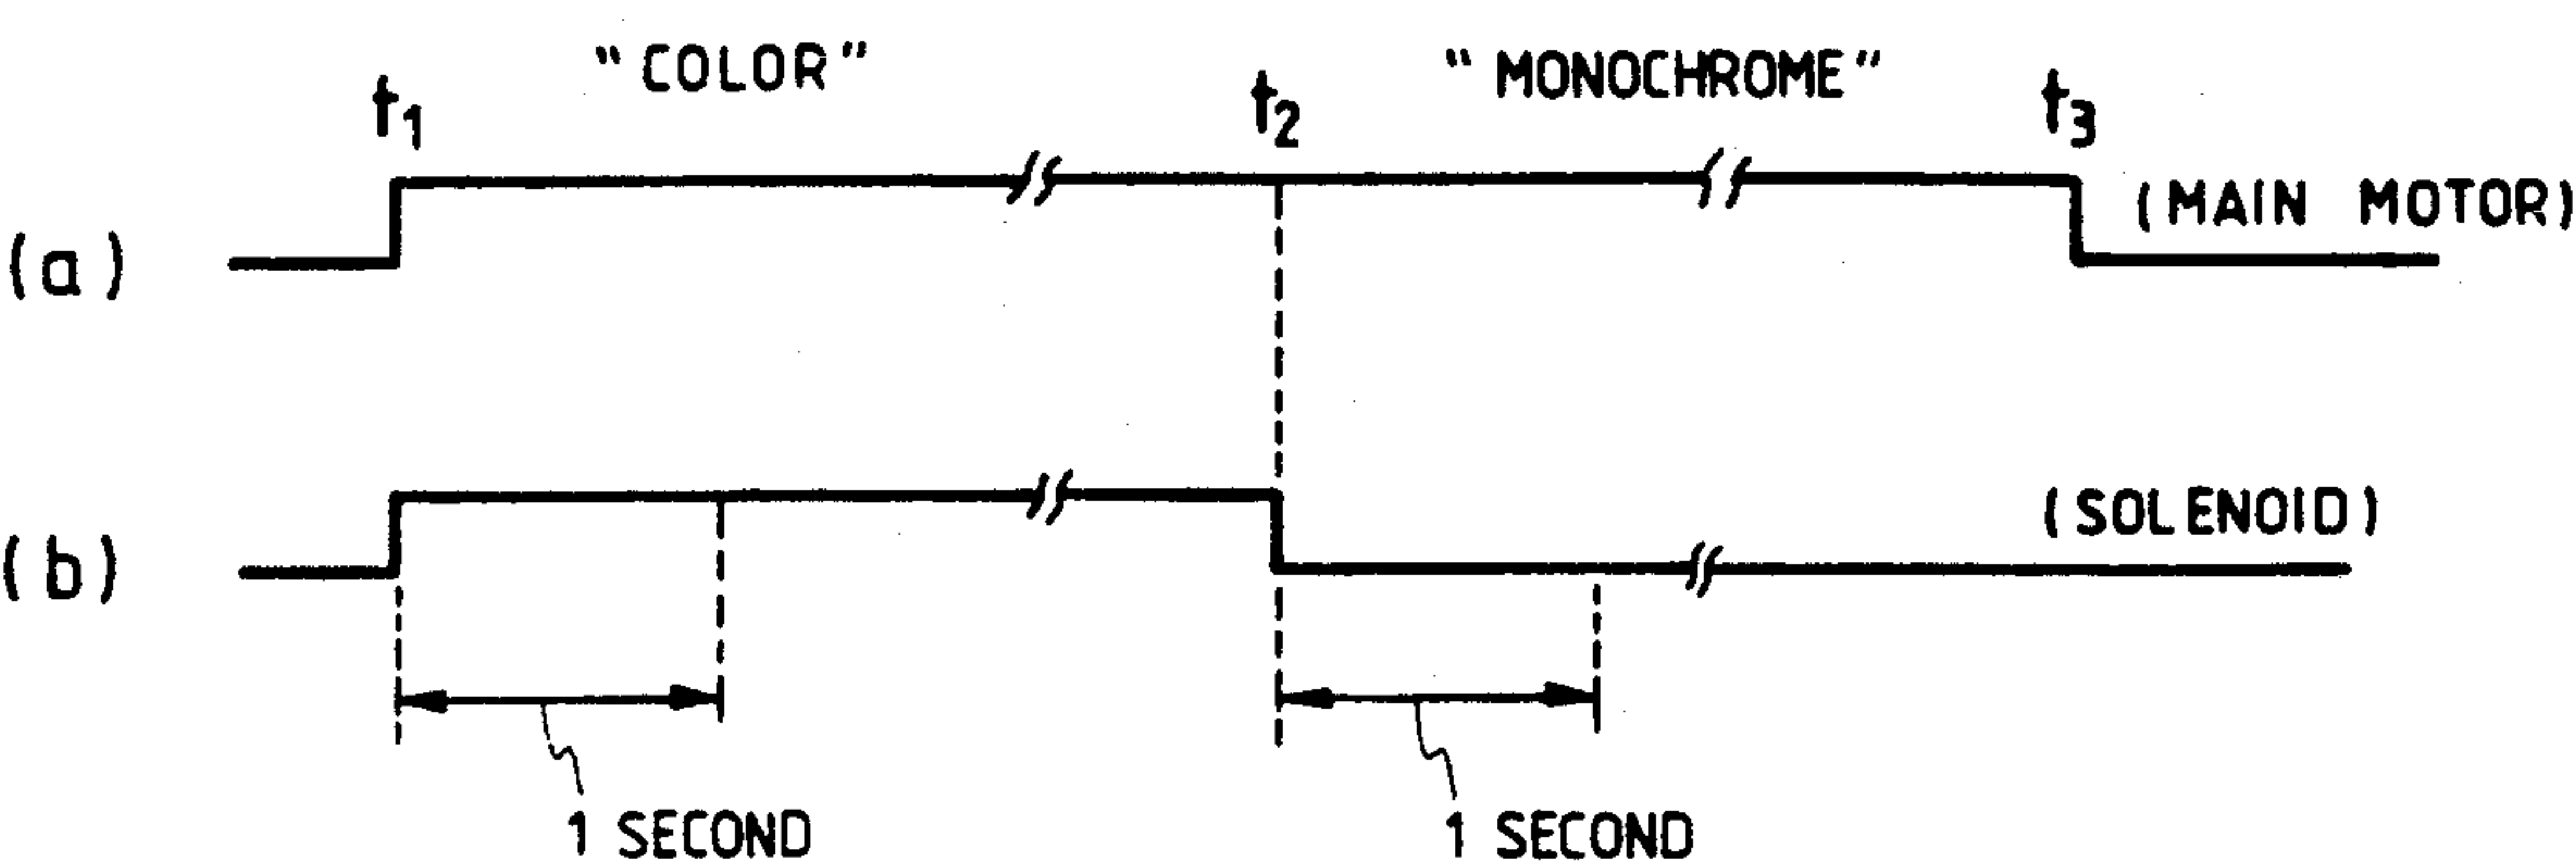 "COLOR"
"MONOCHROME"
t1
t2
t3
(a)
(MAIN MOTOR)
(b)
(SOLENOID)
1 SECOND
1 SECOND